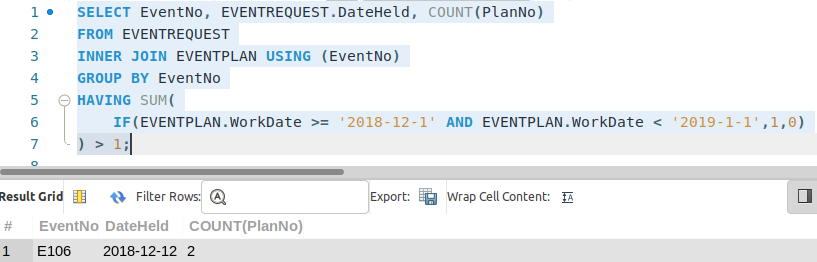 1 SELECT EventNo, EVENTREQUEST.DateHeld, COUNT(PlanNo)
2 FROM EVENTREQUEST
3 INNER JOIN EVENTPLAN USING (EventNo)
4 GROUP BY EventNo
5 HAVING SUM(
6 IF(EVENTPLAN.WorkDate >= '2018-12-1' AND EVENTPLAN.WorkDate < '2019-1-1',1,0)
7 ) > 1;
8
Result Grid Filter Rows: Export: Wrap Cell Content: IA
# EventNo DateHeld COUNT(PlanNo)
1 E106 2018-12-12 2